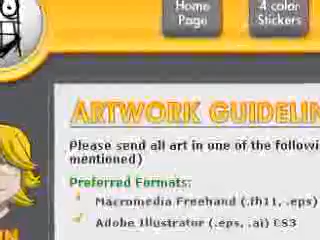 Home
Page
4 color
Stickers
ARTWORK GUIDELIN
Please send all art in one of the followi
mentioned)
Preferred Formats:
Macromedia Freehand (.fh11, .eps)
Adobe Illustrator (.eps, .ai) CS3
IN